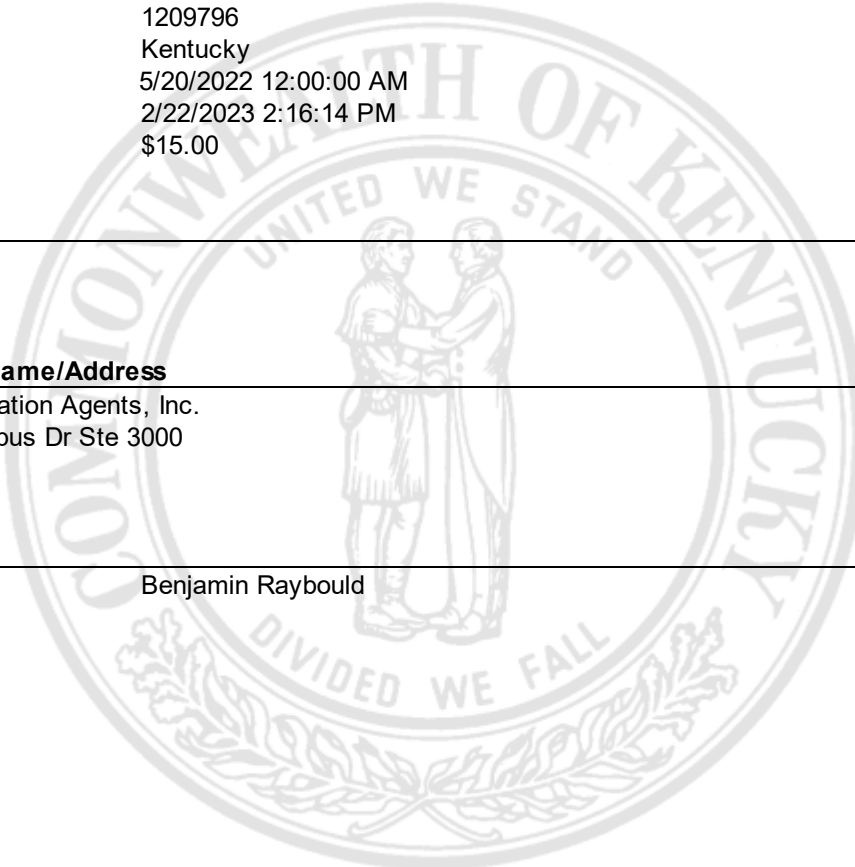 1209796
Kentucky
5/20/2022 12:00:00 AM
2/22/2023 2:16:14 PM
$15.00
COMMONWEALTH OF KENTUCKY
UNITED WE STAND
ame/Address
ation Agents, Inc.
ous Dr Ste 3000
Benjamin Raybould
DIVIDED WE FALL